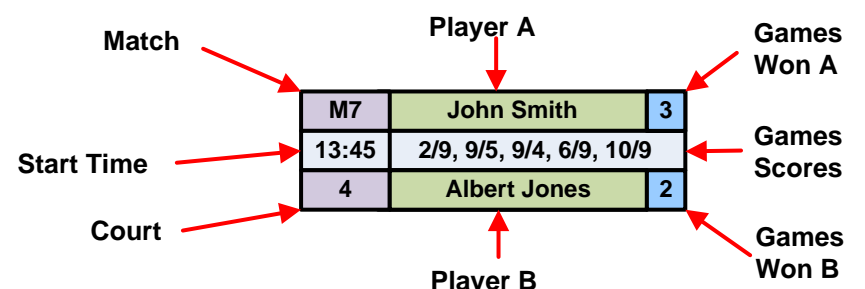 Player A
Match
Games
Won A
M7 John Smith 3
13:45 2/9, 9/5, 9/4, 6/9, 10/9
Games
Scores
Start Time
4 Albert Jones 2
Court
Games
Won B
Player B